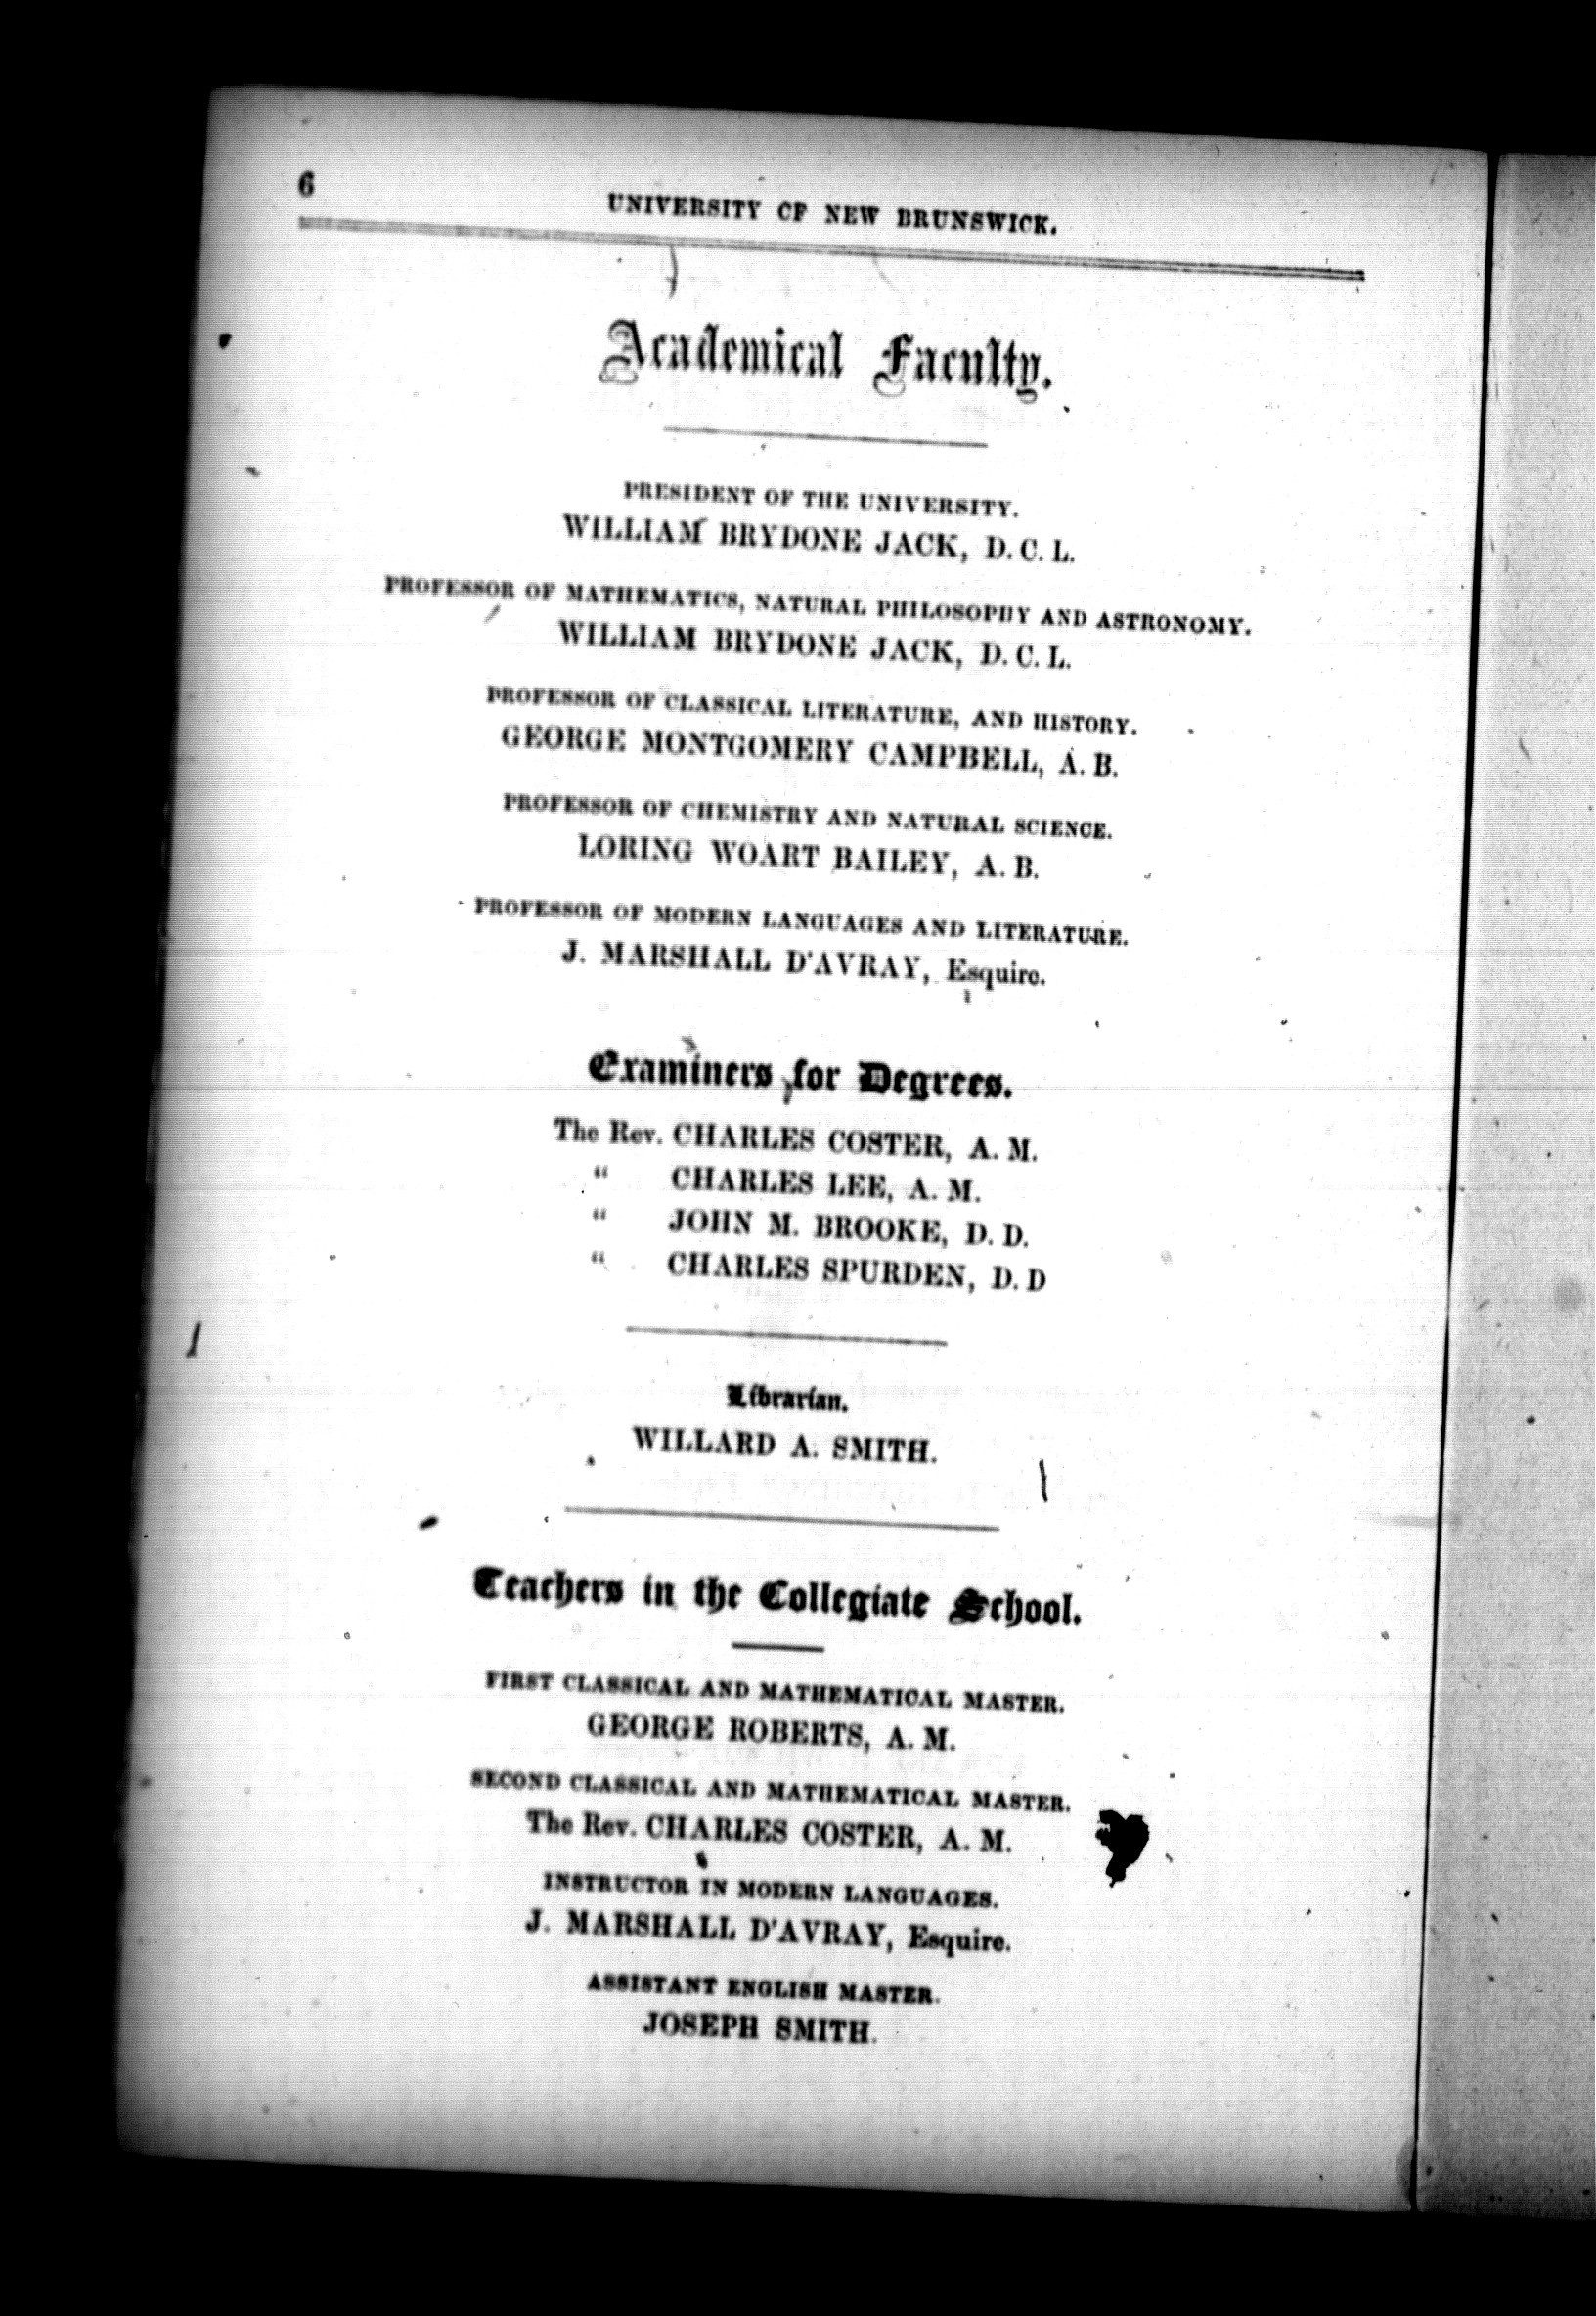 6
UNIVERSITY OF NEW BRUNSWICK.
Academical Faculty.
PRESIDENT OF THE UNIVERSITY.
WILLIAM BRYDONE JACK, D. C. L.
PROFESSOR OF MATHEMATICS, NATURAL PHILOSOPHY AND ASTRONOMY.
WILLIAM BRYDONE JACK, D. C. L.
PROFESSOR OF CLASSICAL LITERATURE, AND HISTORY.
GEORGE MONTGOMERY CAMPBELL, A. B.
PROFESSOR OF CHEMISTRY AND NATURAL SCIENCE.
LORING WOART BAILEY, A. B.
PROFESSOR OF MODERN LANGUAGES AND LITERATURE.
J. MARSHALL D'AVRAY, Esquire.
Examiners for Degrees.
The Rev. CHARLES COSTER, A. M.
“ CHARLES LEE, A. M.
“ JOHN M. BROOKE, D. D.
“ CHARLES SPURDEN, D. D
Librarian.
WILLARD A. SMITH.
Teachers in the Collegiate School.
FIRST CLASSICAL AND MATHEMATICAL MASTER.
GEORGE ROBERTS, A. M.
SECOND CLASSICAL AND MATHEMATICAL MASTER.
The Rev. CHARLES COSTER, A. M.
INSTRUCTOR IN MODERN LANGUAGES.
J. MARSHALL D'AVRAY, Esquire.
ASSISTANT ENGLISH MASTER.
JOSEPH SMITH.